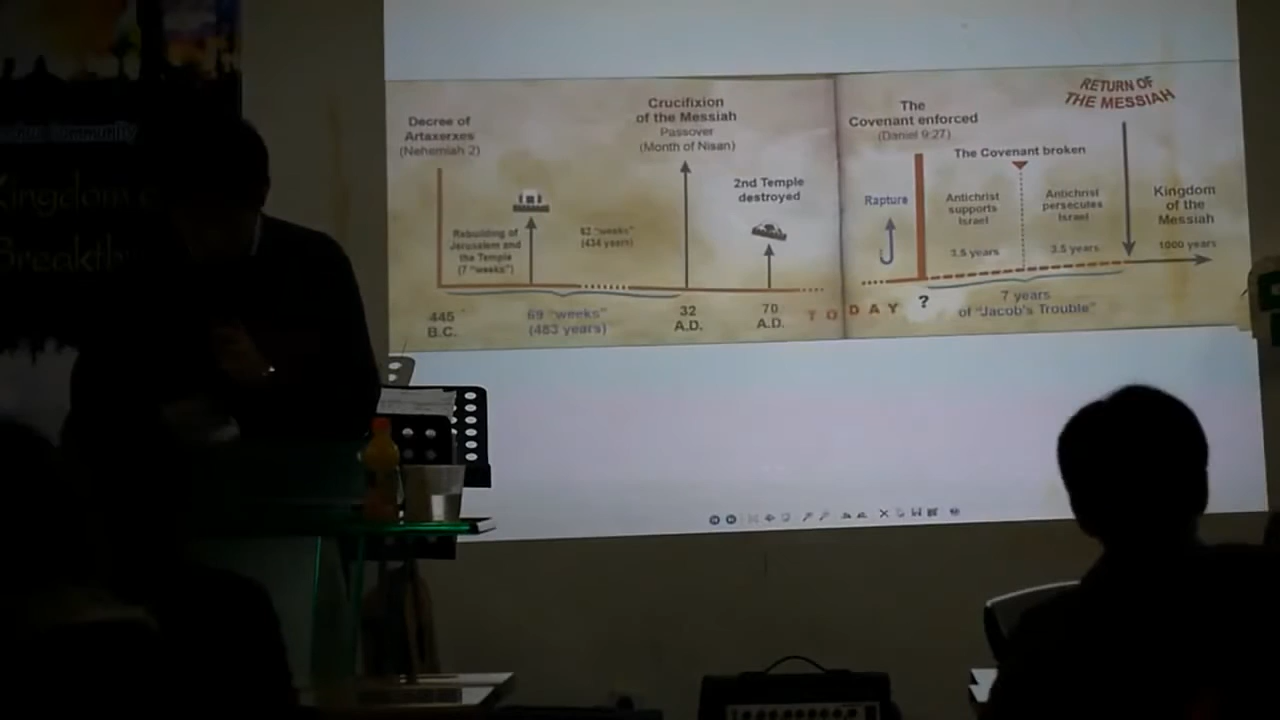 Community
Kingdom
Breakth
Decree of
Artaxerxes
(Nehemiah 2)
Rebuilding of
Jerusalem and
the Temple
(7 "weeks")
62 "weeks"
(434 years)
Crucifixion
of the Messiah
Passover
(Month of Nisan)
2nd Temple
destroyed
445
B.C.
69 "weeks"
(483 years)
32
A.D.
70
A.D.
TODAY
The
Covenant enforced
(Daniel 9:27)
The Covenant broken
RETURN OF
THE MESSIAH
Rapture
Antichrist
supports
Israel
3.5 years
Antichrist
persecutes
Israel
3.5 years
Kingdom
of the
Messiah
1000 years
?
7 years
of "Jacob's Trouble"